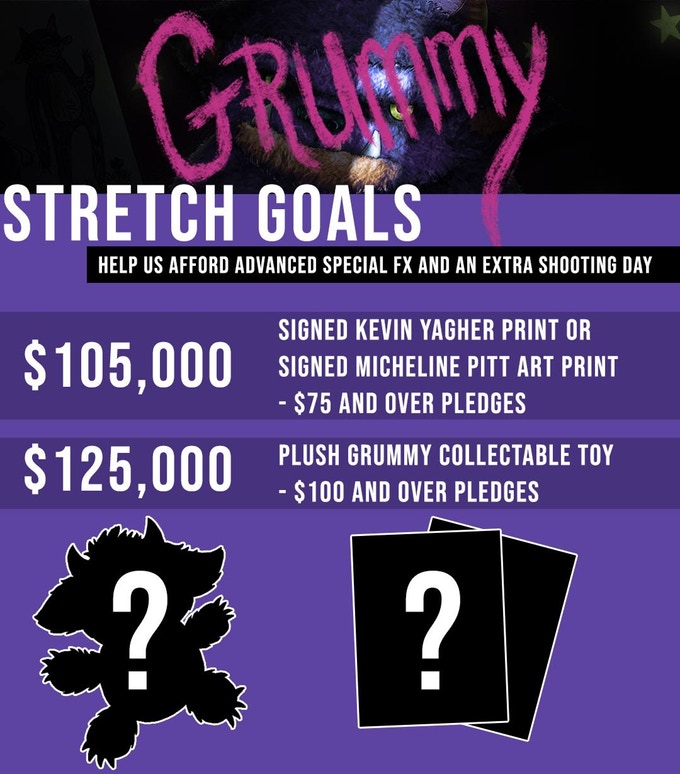 GRUMMY
STRETCH GOALS
HELP US AFFORD ADVANCED SPECIAL FX AND AN EXTRA SHOOTING DAY
$105,000
SIGNED KEVIN YAGHER PRINT OR
SIGNED MICHELINE PITT ART PRINT
- $75 AND OVER PLEDGES
$125,000
PLUSH GRUMMY COLLECTABLE TOY
- $100 AND OVER PLEDGES
? ?